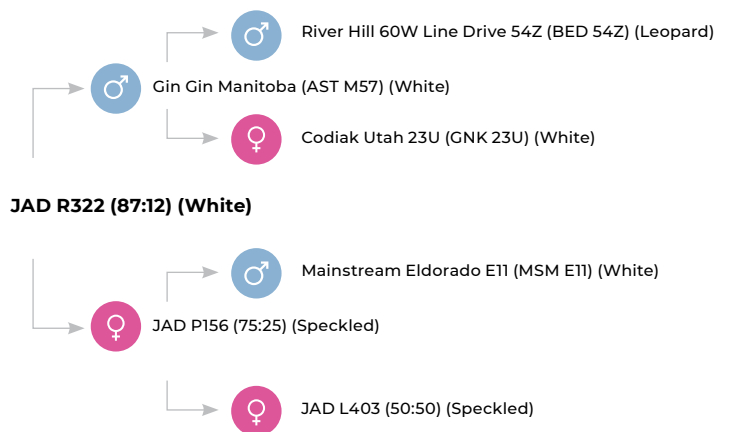 River Hill 60W Line Drive 54Z (BED 54Z) (Leopard)
Gin Gin Manitoba (AST M57) (White)
Codiak Utah 23U (GNK 23U) (White)
JAD R322 (87:12) (White)
Mainstream Eldorado E11 (MSM E11) (White)
JAD P156 (75:25) (Speckled)
JAD L403 (50:50) (Speckled)